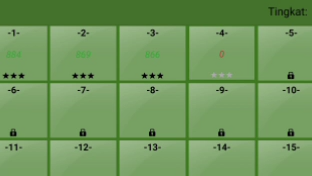 Tingkat:
-1- -2- -3- -4- -5-
0
-6- -7- -8- -9- -10-
-11- -12- -13- -14- -15-